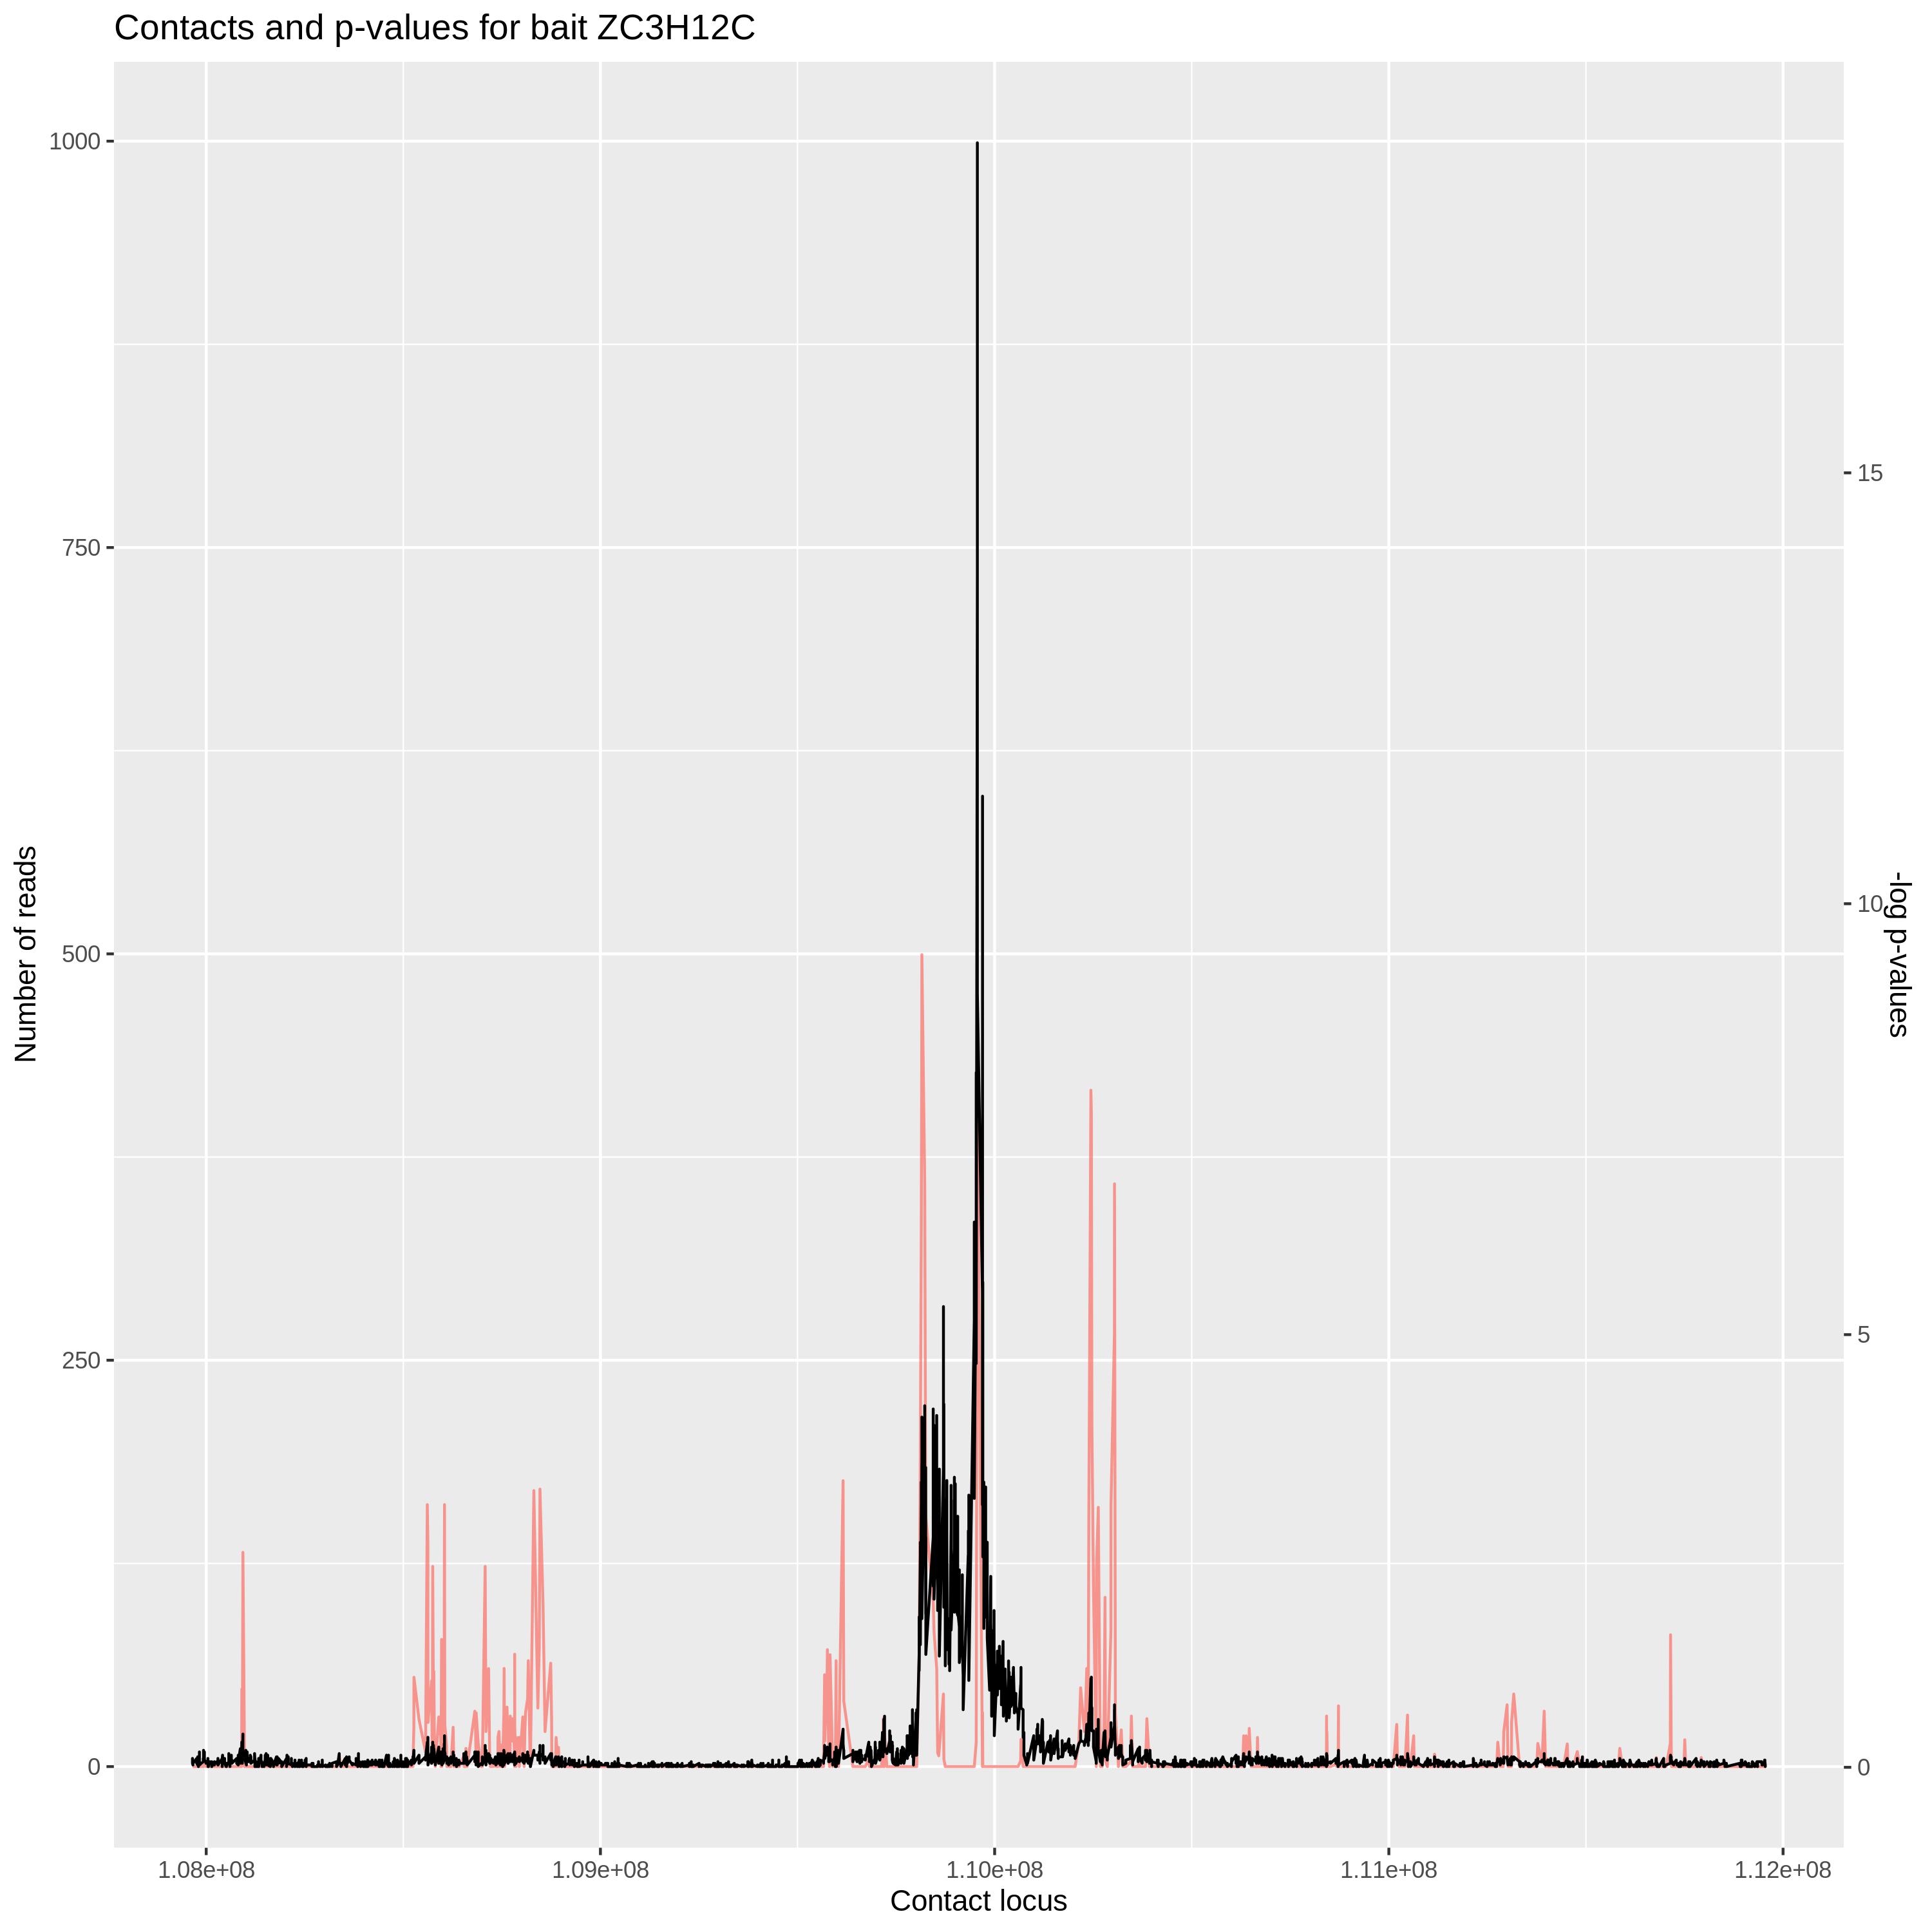 Contacts and p-values for bait ZC3H12C
1000
750
500
250
0
Number of reads
15
10
5
0
-log p-values
1.08e+08
1.09e+08
1.10e+08
1.11e+08
1.12e+08
Contact locus